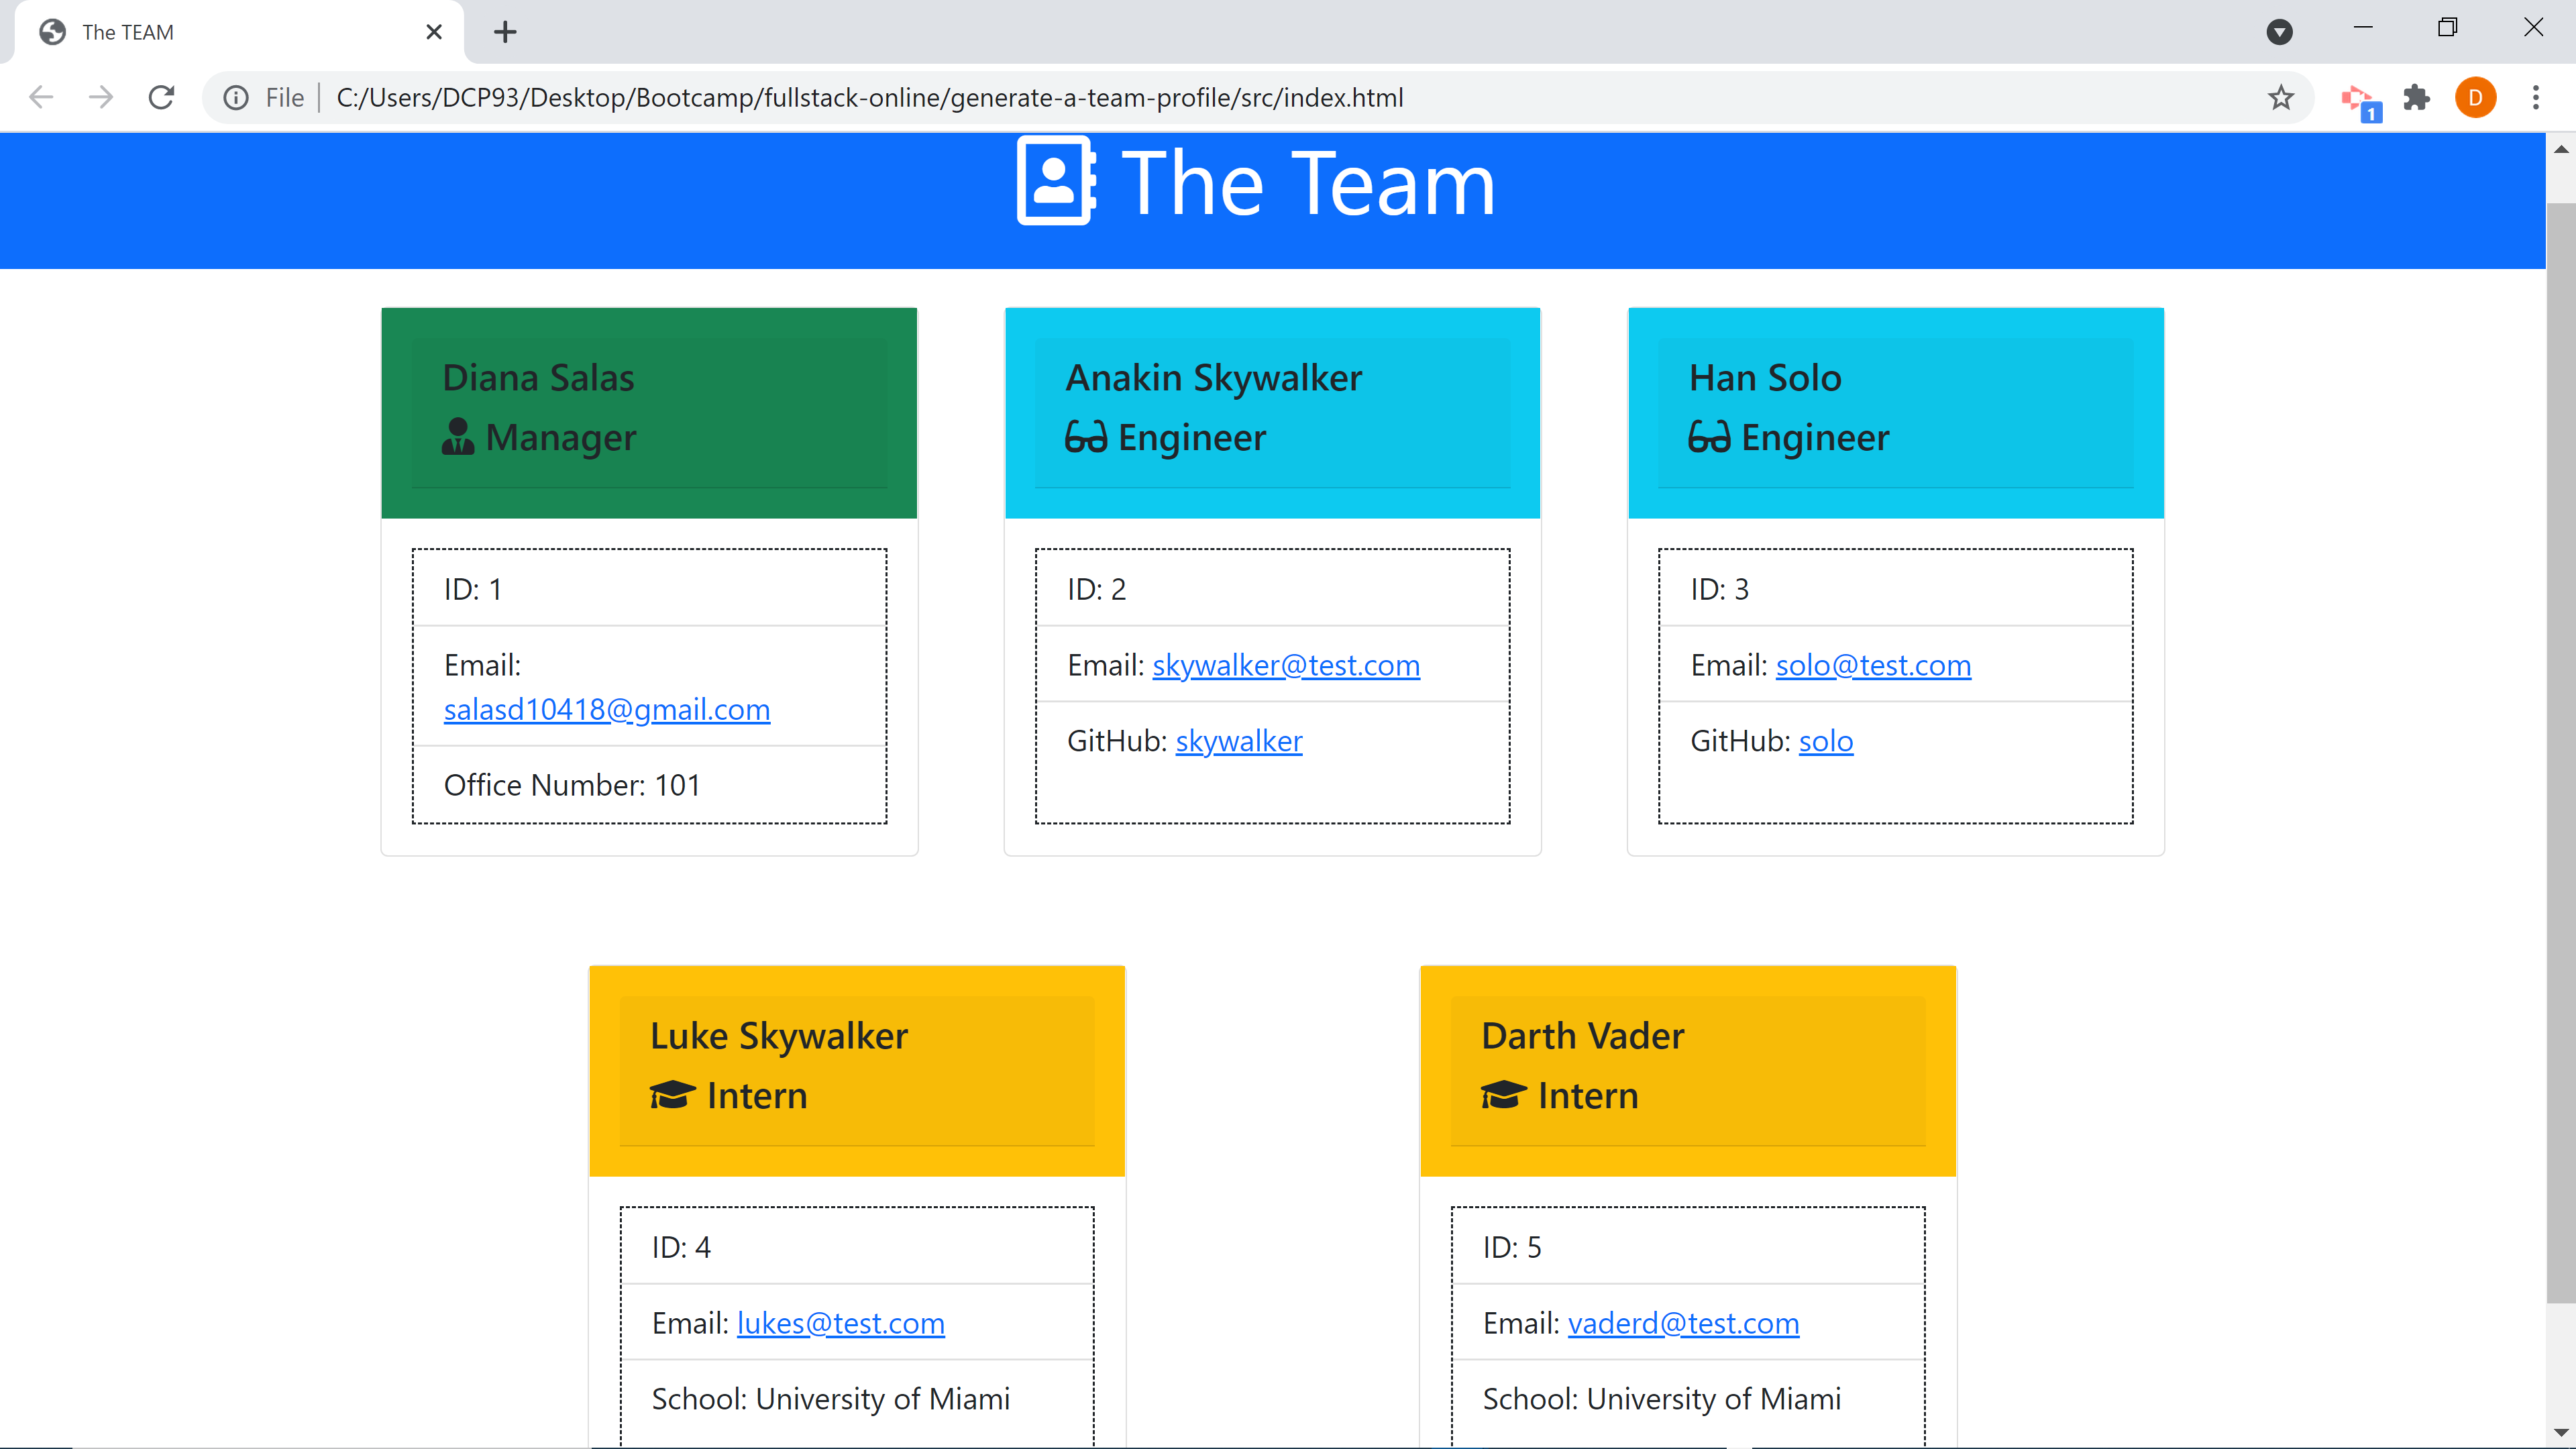 The TEAM
File | C:/Users/DCP93/Desktop/Bootcamp/fullstack-online/generate-a-team-profile/src/index.html
1
D
The Team
Diana Salas
Manager
ID: 1
Email:
salasd10418@gmail.com
Office Number: 101
Anakin Skywalker
Engineer
ID: 2
Email: skywalker@test.com
GitHub: skywalker
Han Solo
Engineer
ID: 3
Email: solo@test.com
GitHub: solo
Luke Skywalker
Intern
ID: 4
Email: lukes@test.com
School: University of Miami
Darth Vader
Intern
ID: 5
Email: vaderd@test.com
School: University of Miami